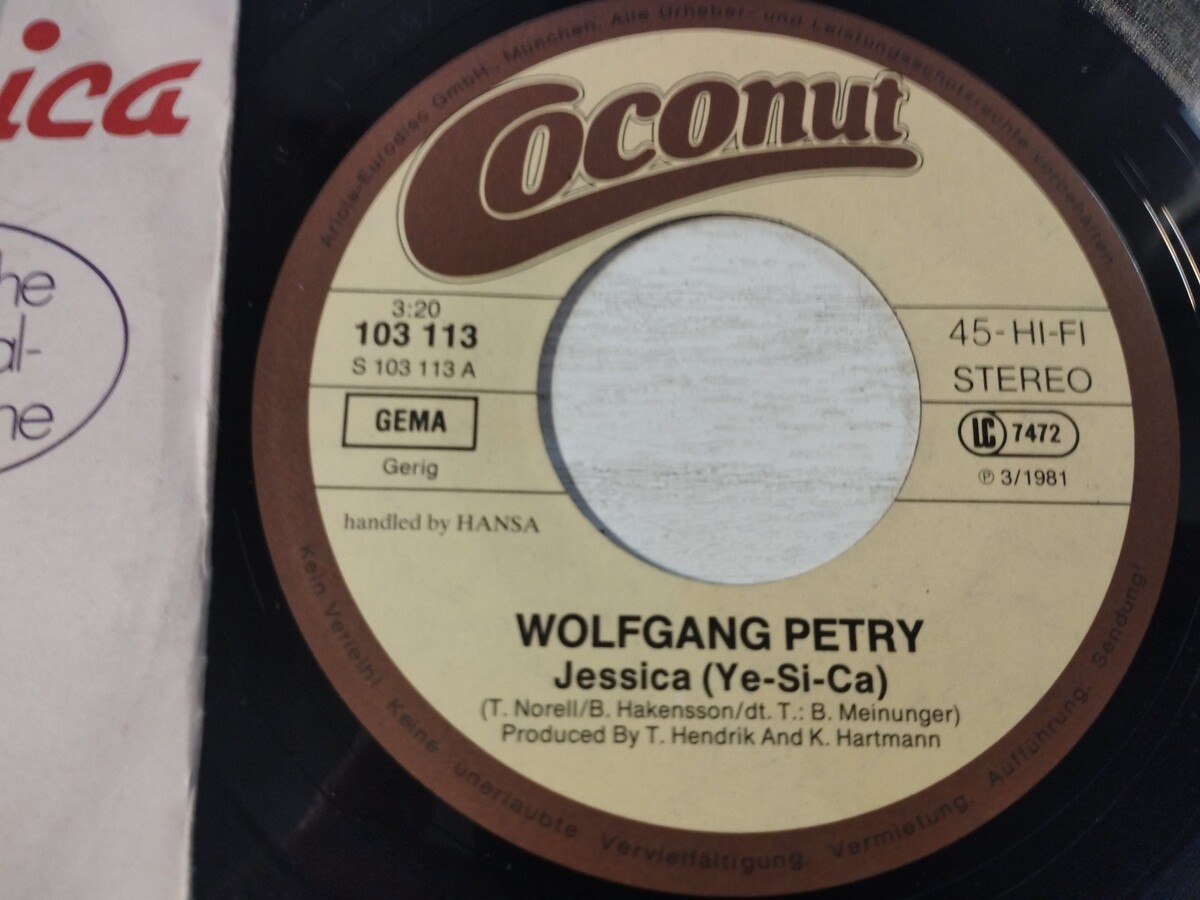 ica
he
al-
ne
Ariola-Eurodisc GmbH., München. Alle Urheber- und Leistungsschutzrechte vorbehalten.
Coconut
3:20
103 113
S 103 113 A
GEMA
Gerig
handled by HANSA
45-HI-FI
STEREO
LC 7472
℗ 3/1981
WOLFGANG PETRY
Jessica (Ye-Si-Ca)
(T. Norell/B. Hakensson/dt. T.: B. Meinunger)
Produced By T. Hendrik And K. Hartmann
Kein Verleih! Keine unerlaubte Vervielfältigung, Vermietung, Aufführung, Sendung!